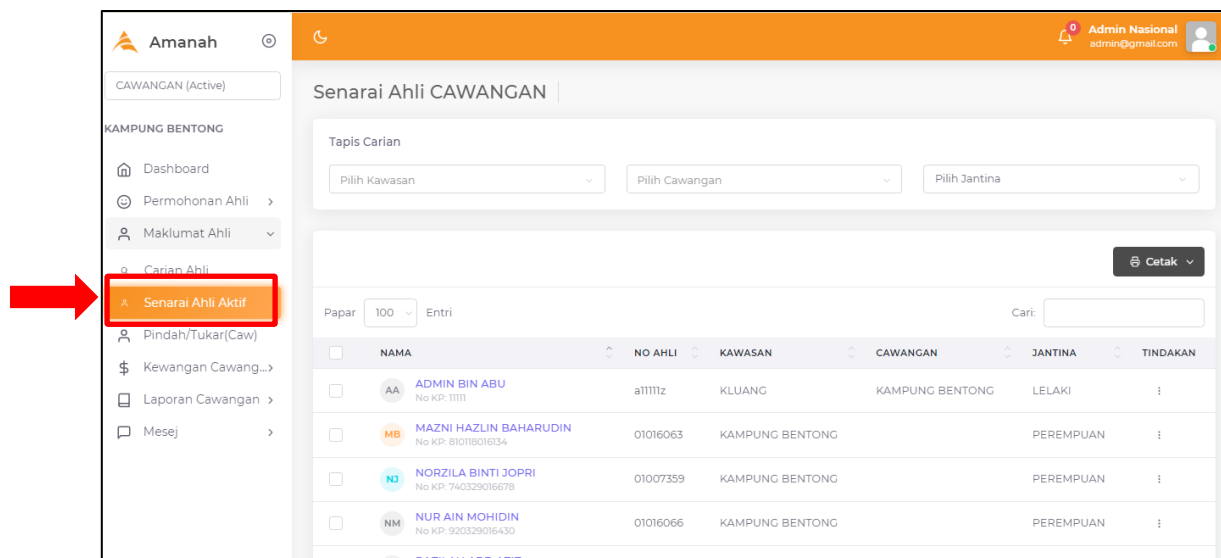 Amanah
0
Admin Nasional
admin@gmail.com
CAWANGAN (Active)
KAMPUNG BENTONG
Dashboard
Permohonan Ahli
Maklumat Ahli
Carian Ahli
Senarai Ahli Aktif
Pindah/Tukar(Caw)
Kewangan Cawang...
Laporan Cawangan
Mesej
Senarai Ahli CAWANGAN
Tapis Carian
Pilih Kawasan Pilih Cawangan Pilih Jantina
Cetak
Papar 100 Entri Cari:
NAMA NO AHLI KAWASAN CAWANGAN JANTINA TINDAKAN
AA ADMIN BIN ABU a11111z KLUANG KAMPUNG BENTONG LELAKI
No KP: 11111
MB MAZNI HAZLIN BAHARUDIN 01016063 KAMPUNG BENTONG PEREMPUAN
No KP: 810118016134
NJ NORZILA BINTI JOPRI 01007359 KAMPUNG BENTONG PEREMPUAN
No KP: 740329016678
NM NUR AIN MOHIDIN 01016066 KAMPUNG BENTONG PEREMPUAN
No KP: 920329016430